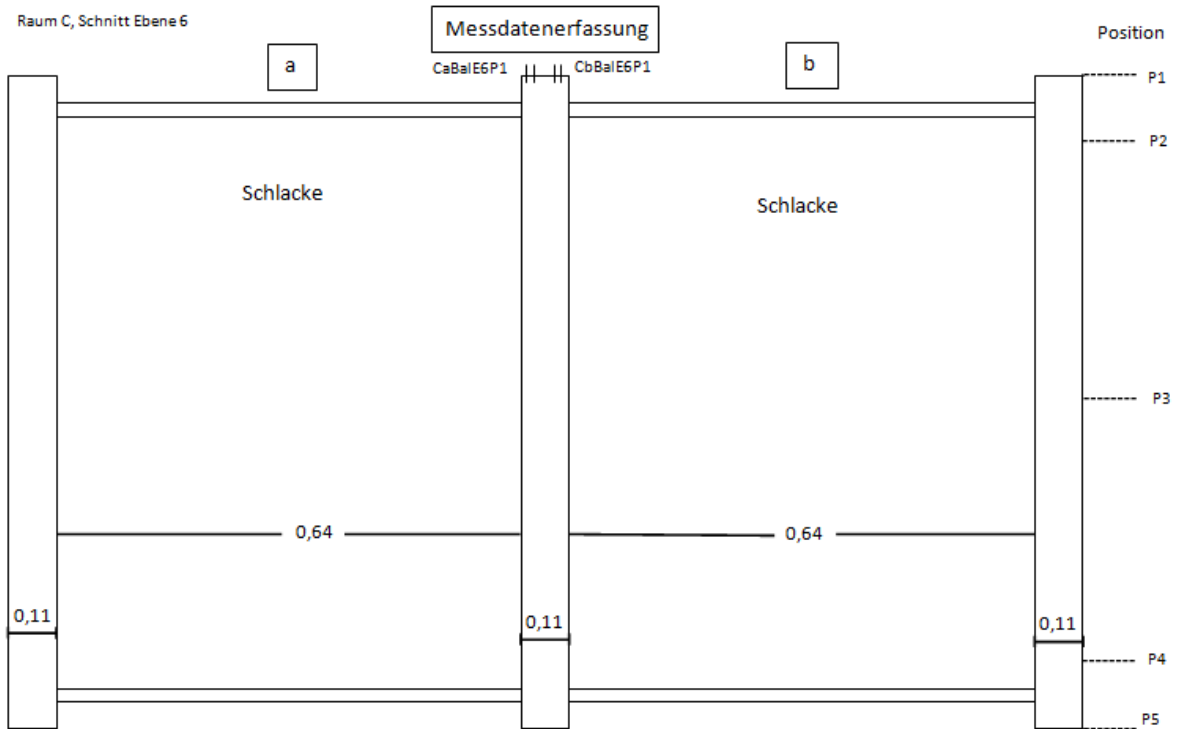 Raum C, Schnitt Ebene 6
Messdatenerfassung
Position
a
CaBalE6P1
CbBalE6P1
b
P1
P2
Schlacke
Schlacke
P3
0,64
0,64
0,11
0,11
0,11
P4
P5